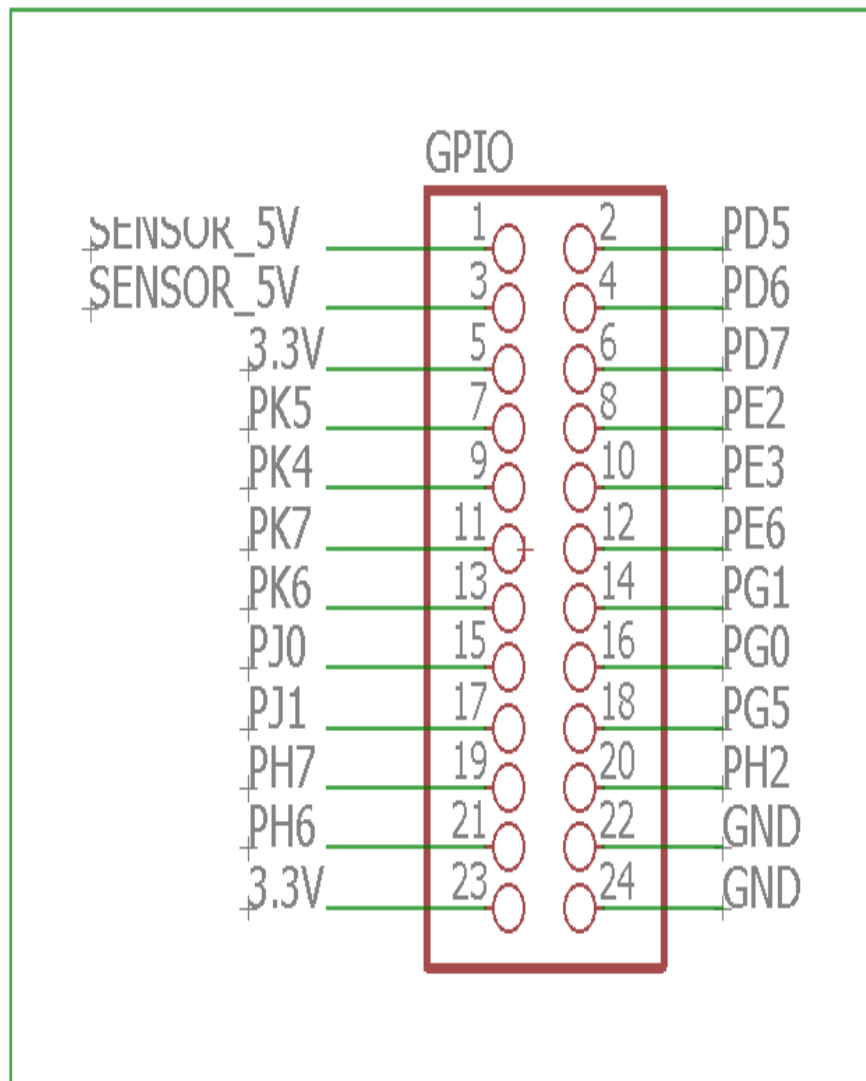 GPIO
SENSOR_5V 1 2 PD5
SENSOR_5V 3 4 PD6
3.3V 5 6 PD7
PK5 7 8 PE2
PK4 9 10 PE3
PK7 11 12 PE6
PK6 13 14 PG1
PJ0 15 16 PG0
PJ1 17 18 PG5
PH7 19 20 PH2
PH6 21 22 GND
3.3V 23 24 GND